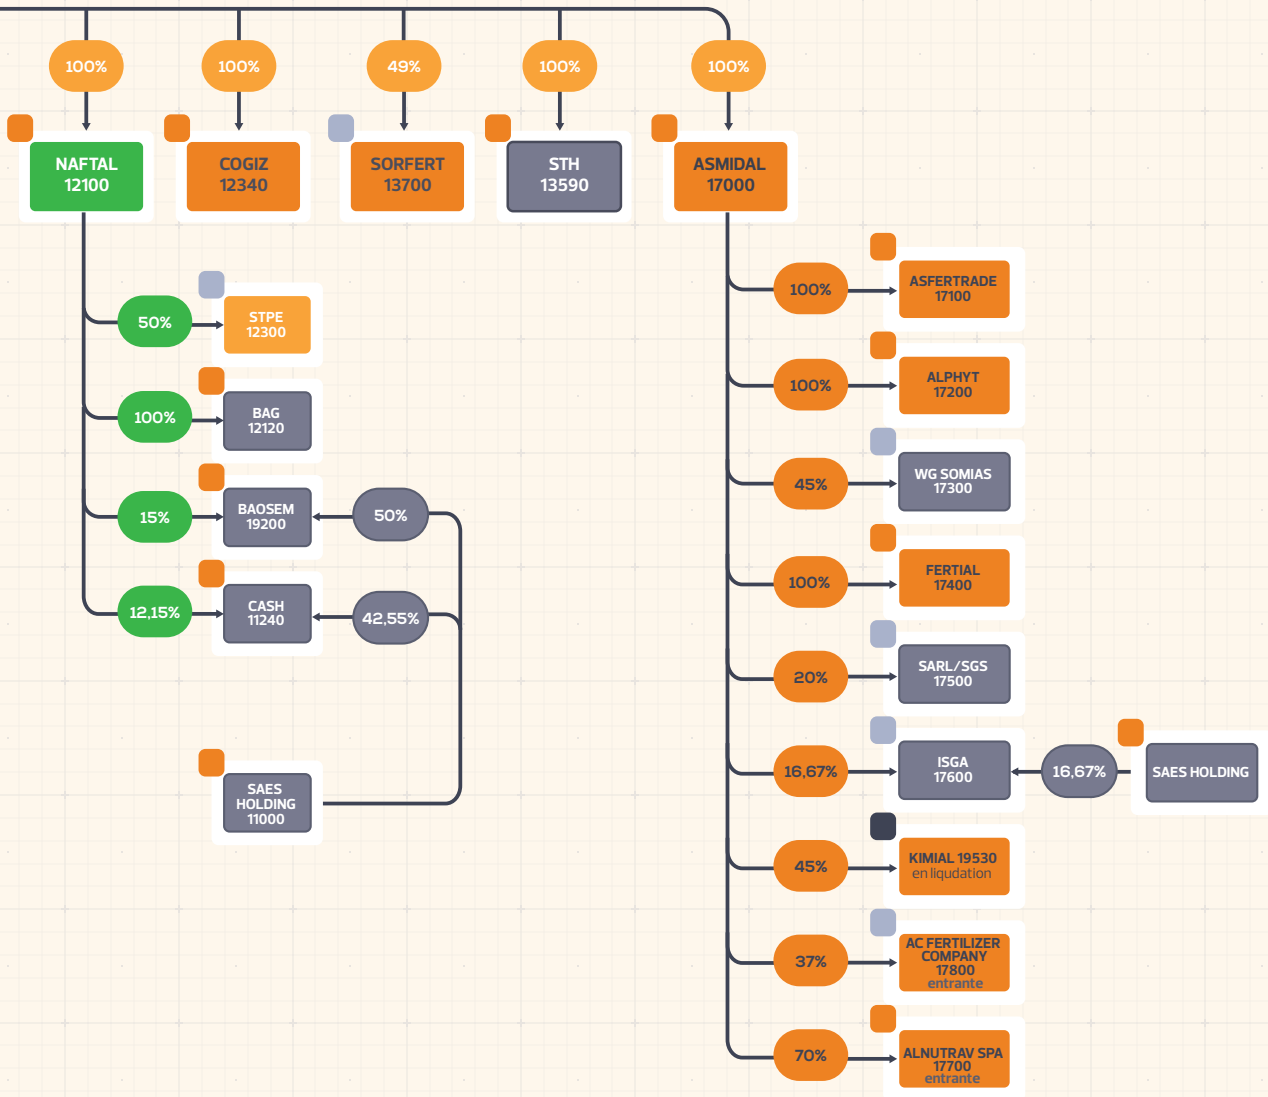 100%
100%
49%
100%
100%
NAFTAL
12100
COGIZ
12340
SORFERT
13700
STH
13590
ASMIDAL
17000
50%
STPE
12300
100%
BAG
12120
15%
BAOSEM
19200
50%
12,15%
CASH
11240
42,55%
SAES
HOLDING
11000
100%
ASFERTRADE
17100
100%
ALPHYT
17200
45%
WG SOMIAS
17300
100%
FERTIAL
17400
20%
SARL/SGS
17500
16,67%
ISGA
17600
16,67%
SAES HOLDING
45%
KIMIAL 19530
en liqudation
37%
AC FERTILIZER
COMPANY
17800
entrante
70%
ALNUTRAV SPA
17700
entrante